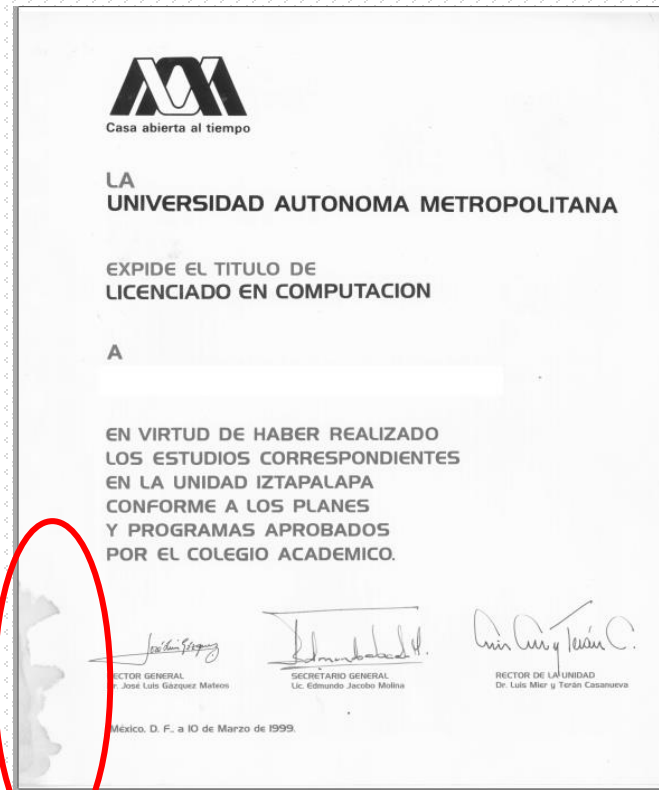 Casa abierta al tiempo
LA
UNIVERSIDAD AUTONOMA METROPOLITANA
EXPIDE EL TITULO DE
LICENCIADO EN COMPUTACION
A
EN VIRTUD DE HABER REALIZADO
LOS ESTUDIOS CORRESPONDIENTES
EN LA UNIDAD IZTAPALAPA
CONFORME A LOS PLANES
Y PROGRAMAS APROBADOS
POR EL COLEGIO ACADEMICO.
RECTOR GENERAL
Dr. José Luis Gázquez Mateos
SECRETARIO GENERAL
Lic. Edmundo Jacobo Molina
RECTOR DE LA UNIDAD
Dr. Luis Mier y Terán Casanueva
México, D. F., a 10 de Marzo de 1999.